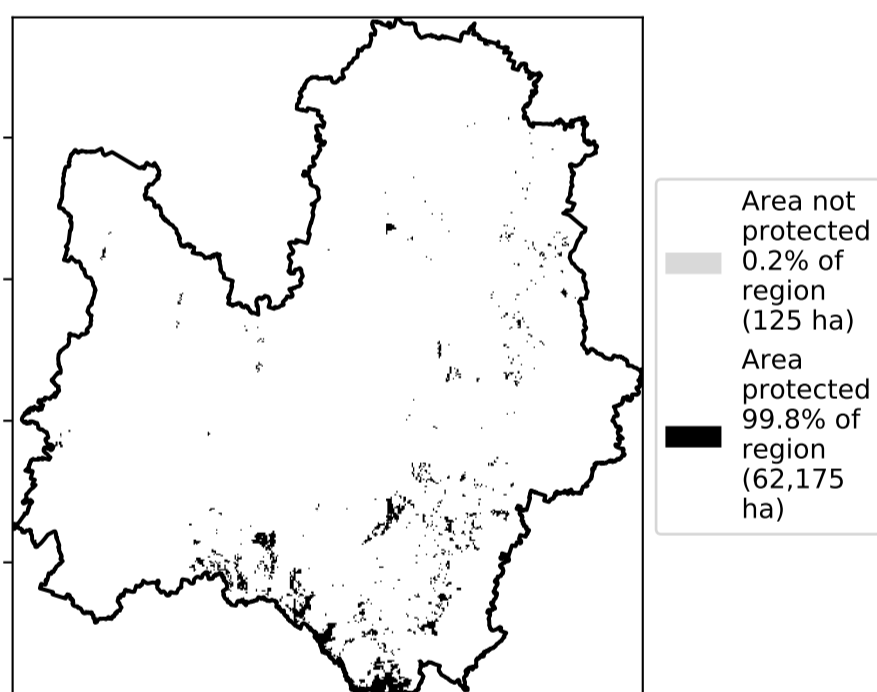 Area not
protected
0.2% of
region
(125 ha)
Area
protected
99.8% of
region
(62,175
ha)